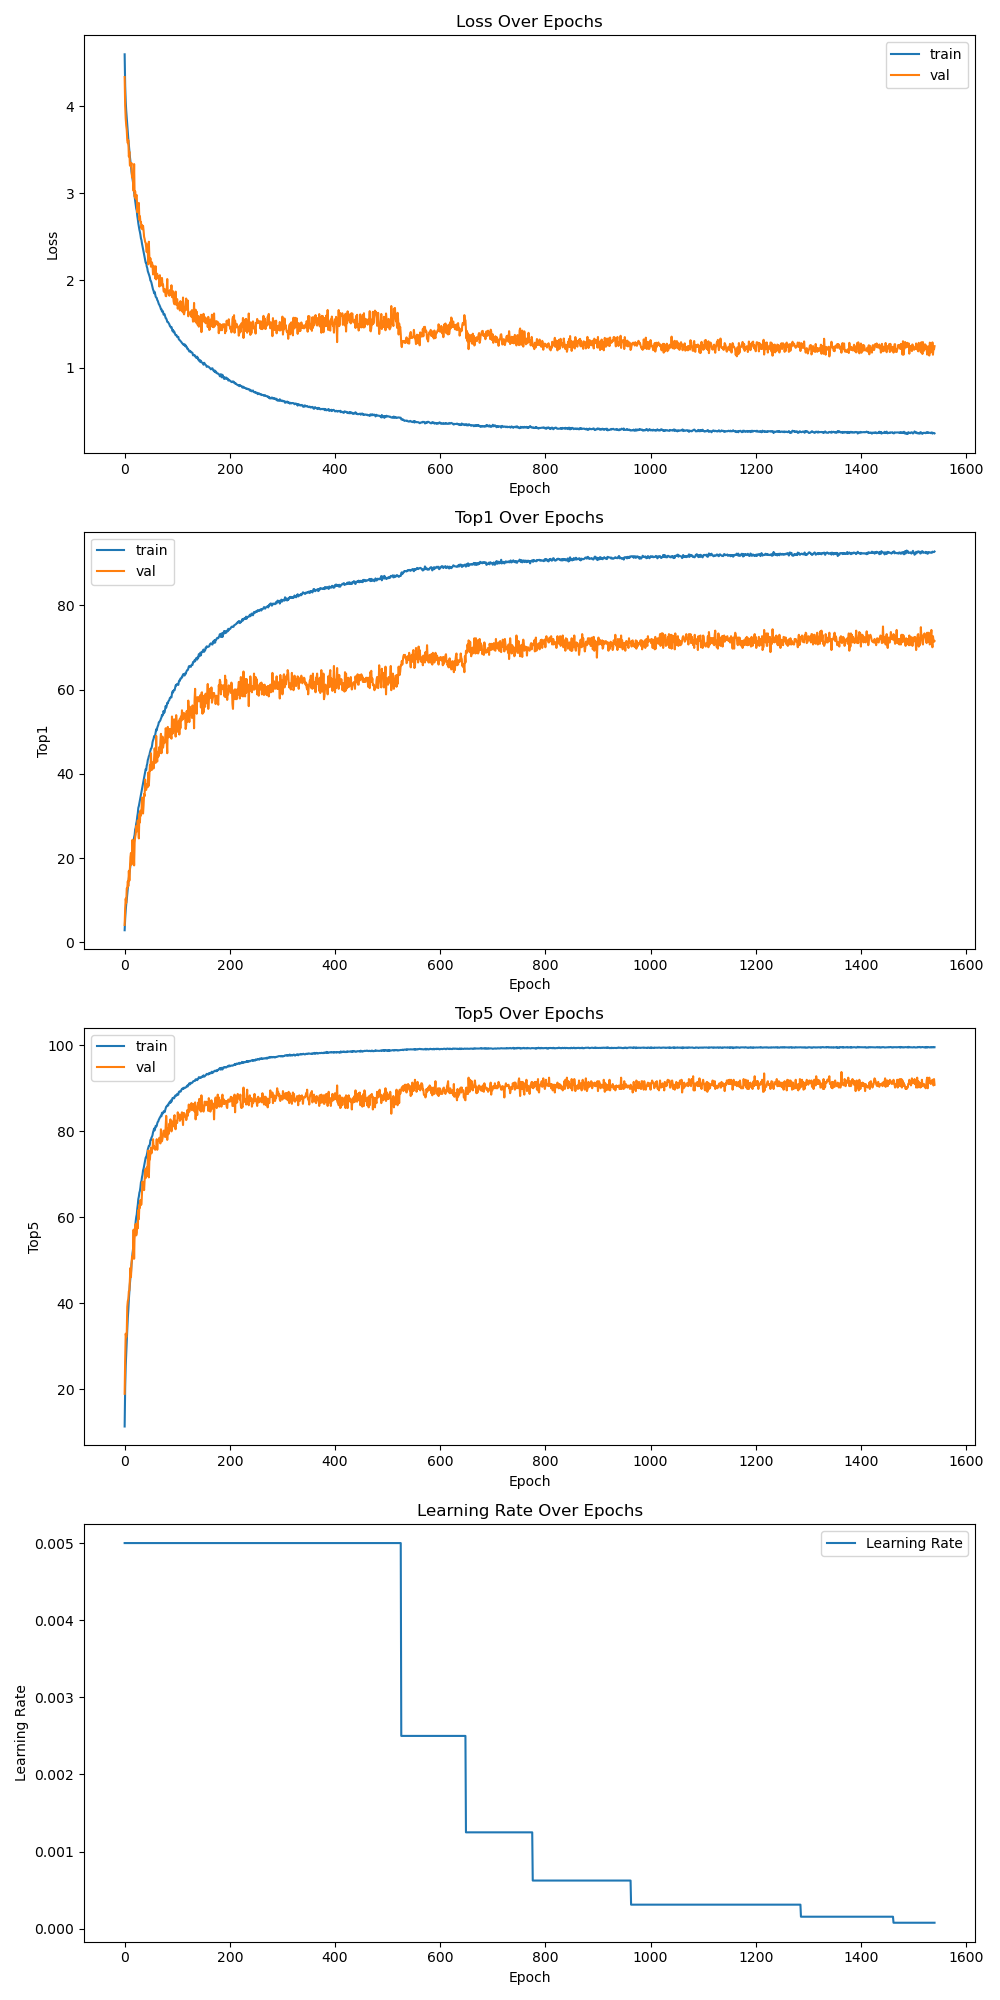 Loss Over Epochs
train
val
4
3
2
1
Loss
0 200 400 600 800 1000 1200 1400 1600
Epoch
Top1 Over Epochs
train
val
80
60
40
20
0
Top1
0 200 400 600 800 1000 1200 1400 1600
Epoch
Top5 Over Epochs
train
val
100
80
60
40
20
Top5
0 200 400 600 800 1000 1200 1400 1600
Epoch
Learning Rate Over Epochs
Learning Rate
0.005
0.004
0.003
0.002
0.001
0.000
Learning Rate
0 200 400 600 800 1000 1200 1400 1600
Epoch